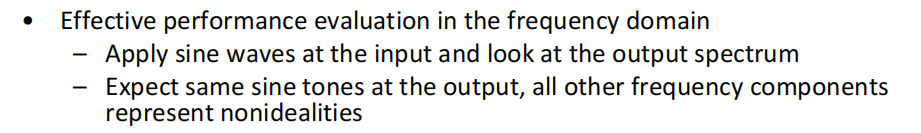 • Effective performance evaluation in the frequency domain
– Apply sine waves at the input and look at the output spectrum
– Expect same sine tones at the output, all other frequency components
represent nonidealities